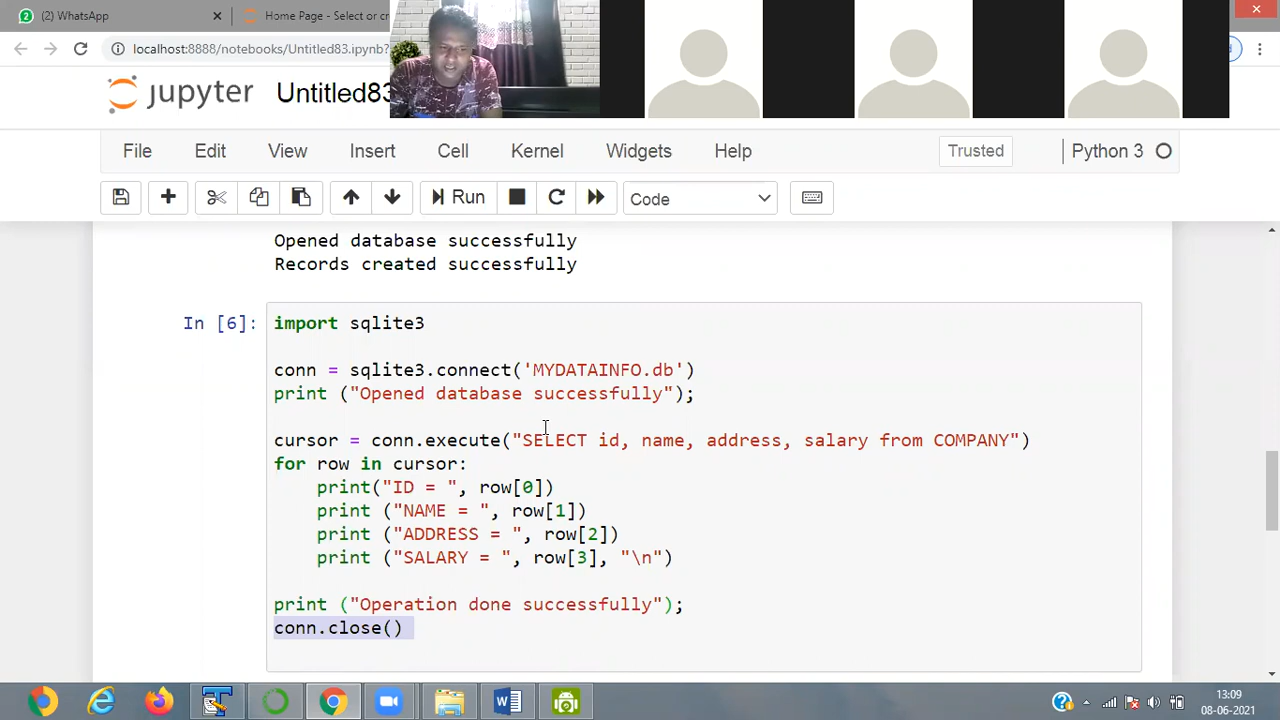 (2) WhatsApp
Home Page - Select or cr
localhost:8888/notebooks/Untitled83.ipynb?
jupyter
Untitled83
File Edit View Insert Cell Kernel Widgets Help Trusted Python 3
Run Code
Opened database successfully
Records created successfully
In [6]: import sqlite3
conn = sqlite3.connect('MYDATAINFO.db')
print ("Opened database successfully");
cursor = conn.execute("SELECT id, name, address, salary from COMPANY")
for row in cursor:
print("ID = ", row[0])
print ("NAME = ", row[1])
print ("ADDRESS = ", row[2])
print ("SALARY = ", row[3], "\n")
print ("Operation done successfully");
conn.close()
13:09
08-06-2021